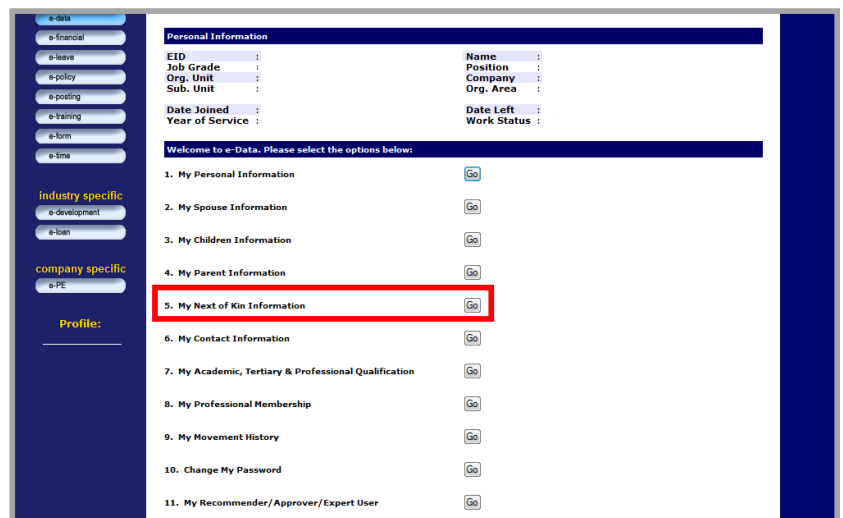 e-data
e-financial
e-leave
e-policy
e-posting
e-training
e-form
e-time
industry specific
e-development
e-loan
company specific
e-PE
Profile:
Personal Information
EID : Name :
Job Grade : Position :
Org. Unit : Company :
Sub. Unit : Org. Area :
Date Joined : Date Left :
Year of Service : Work Status :
Welcome to e-Data. Please select the options below:
1. My Personal Information Go
2. My Spouse Information Go
3. My Children Information Go
4. My Parent Information Go
5. My Next of Kin Information Go
6. My Contact Information Go
7. My Academic, Tertiary & Professional Qualification Go
8. My Professional Membership Go
9. My Movement History Go
10. Change My Password Go
11. My Recommender/Approver/Expert User Go